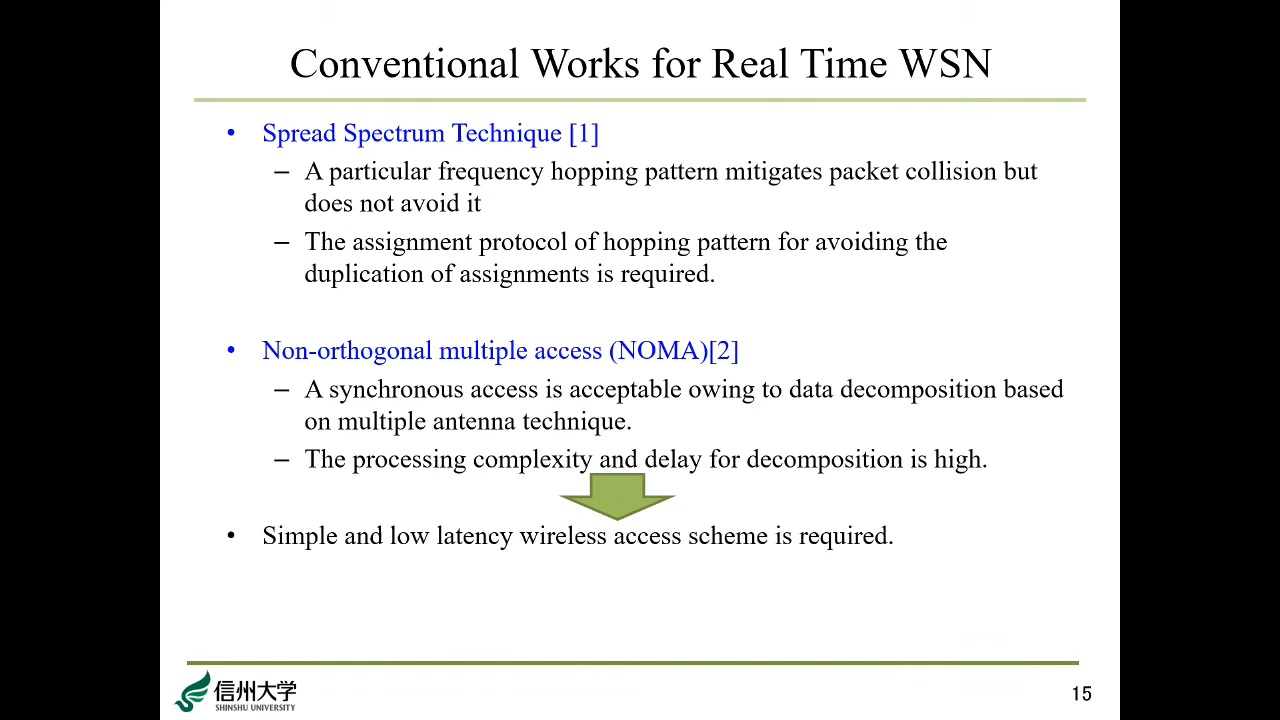 Conventional Works for Real Time WSN
• Spread Spectrum Technique [1]
– A particular frequency hopping pattern mitigates packet collision but
does not avoid it
– The assignment protocol of hopping pattern for avoiding the
duplication of assignments is required.
• Non-orthogonal multiple access (NOMA)[2]
– A synchronous access is acceptable owing to data decomposition based
on multiple antenna technique.
– The processing complexity and delay for decomposition is high.
• Simple and low latency wireless access scheme is required.
信州大学
SHINSHU UNIVERSITY
15